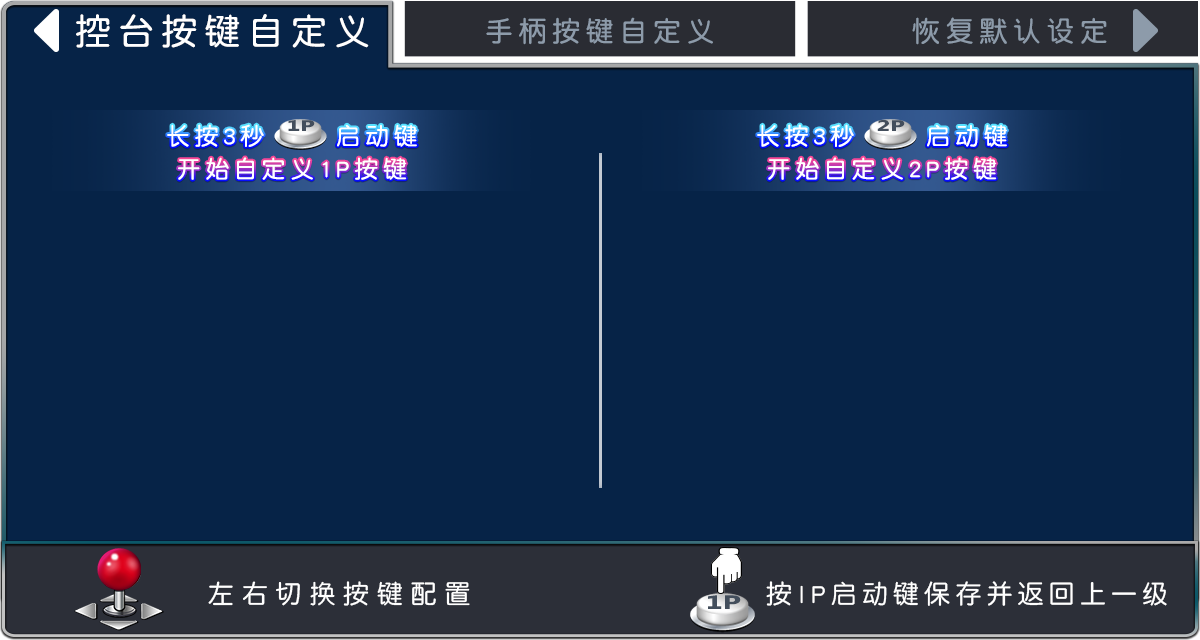 控台按键自定义
手柄按键自定义
恢复默认设定
长按3秒 1P 启动键
开始自定义1P按键
长按3秒 2P 启动键
开始自定义2P按键
左右切换按键配置
1P
按1P启动键保存并返回上一级